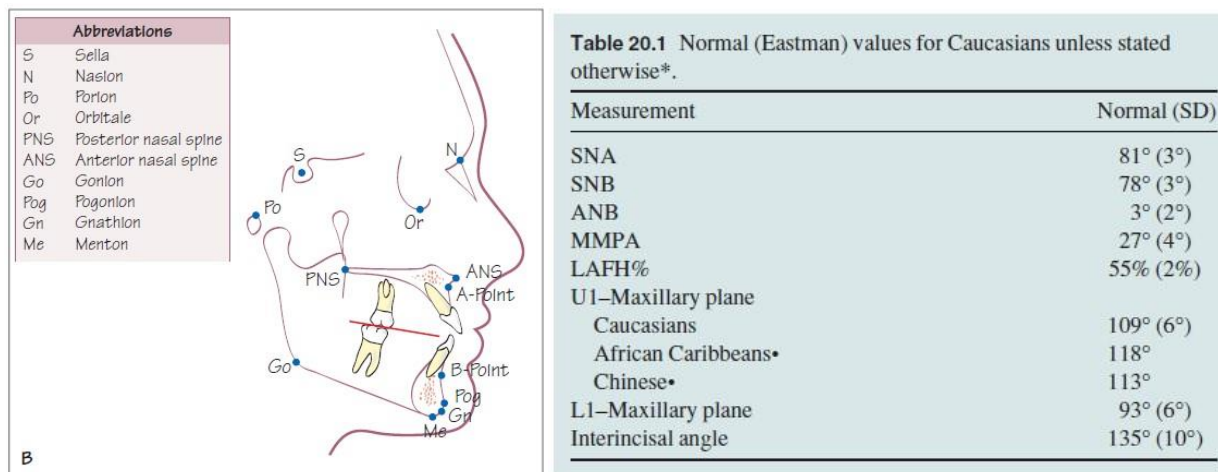 Abbreviations
S Sella
N Nasion
Po Porion
Or Orbitale
PNS Posterior nasal spine
ANS Anterior nasal spine
Go Gonion
Pog Pogonion
Gn Gnathion
Me Menton
S
N
Po
Or
PNS
ANS
A-Point
Go
B-Point
Pog
Gn
Me
B
Table 20.1 Normal (Eastman) values for Caucasians unless stated
otherwise*.
Measurement Normal (SD)
SNA 81° (3°)
SNB 78° (3°)
ANB 3° (2°)
MMPA 27° (4°)
LAFH% 55% (2%)
U1–Maxillary plane
Caucasians 109° (6°)
African Caribbeans• 118°
Chinese• 113°
L1–Maxillary plane 93° (6°)
Interincisal angle 135° (10°)